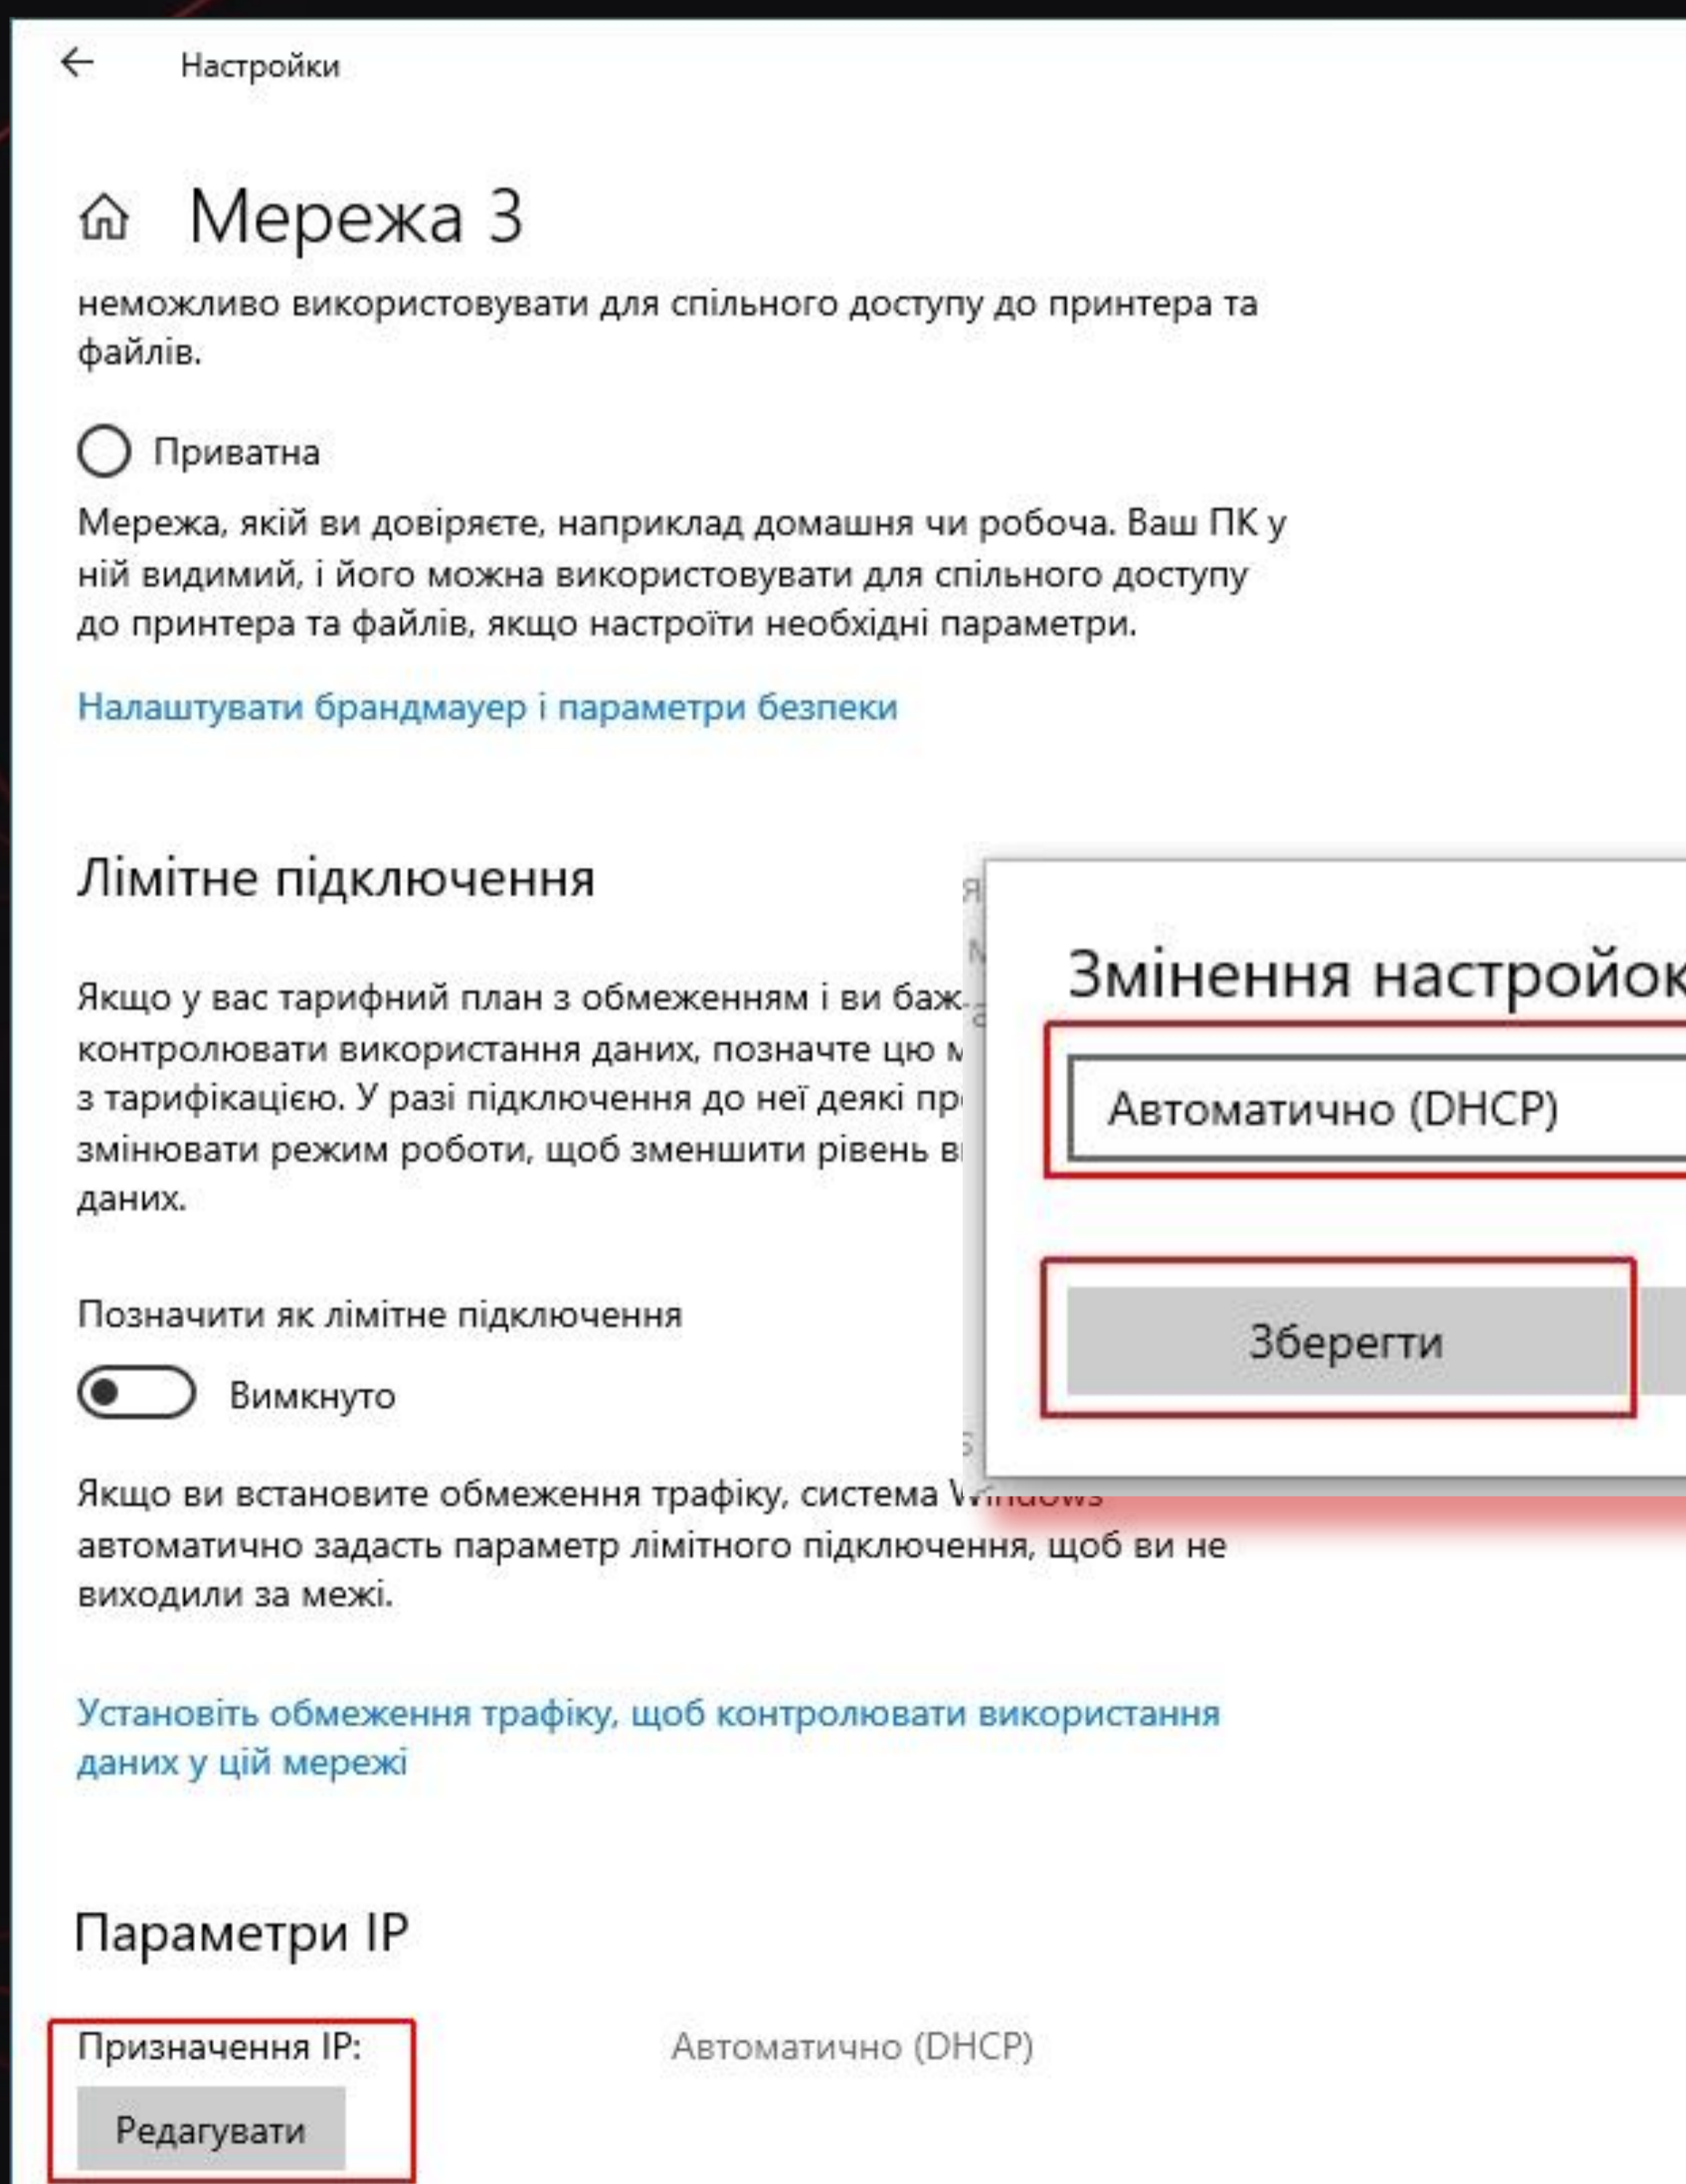 Настройки
Мережа 3
неможливо використовувати для спільного доступу до принтера та
файлів.
Приватна
Мережа, якій ви довіряєте, наприклад домашня чи робоча. Ваш ПК у
ній видимий, і його можна використовувати для спільного доступу
до принтера та файлів, якщо настроїти необхідні параметри.
Налаштувати брандмауер і параметри безпеки
Лімітне підключення
Якщо у вас тарифний план з обмеженням і ви баж
контролювати використання даних, позначте цю
з тарифікацією. У разі підключення до неї деякі
змінювати режим роботи, щоб зменшити рівень
даних.
Позначити як лімітне підключення
Вимкнуто
Якщо ви встановите обмеження трафіку, система Windows
автоматично задасть параметр лімітного підключення, щоб ви не
виходили за межі.
Установіть обмеження трафіку, щоб контролювати використання
даних у цій мережі
Параметри IP
Призначення IP:
Автоматично (DHCP)
Редагувати
Змінення настройок
Автоматично (DHCP)
Зберегти